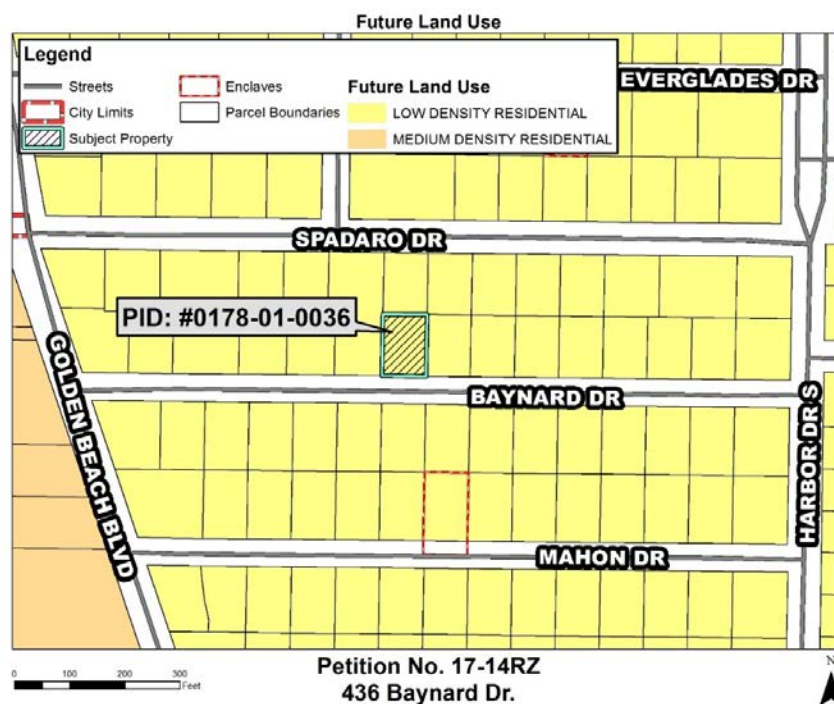 Future Land Use
Legend
Streets
City Limits
Subject Property
Enclaves
Parcel Boundaries
Future Land Use
LOW DENSITY RESIDENTIAL
MEDIUM DENSITY RESIDENTIAL
EVERGLADES DR
SPADARO DR
PID: #0178-01-0036
GOLDEN BEACH BLVD
BAYNARD DR
HARBOR DR S
MAHON DR
0 100 200 300
Feet
Petition No. 17-14RZ
436 Baynard Dr.
N